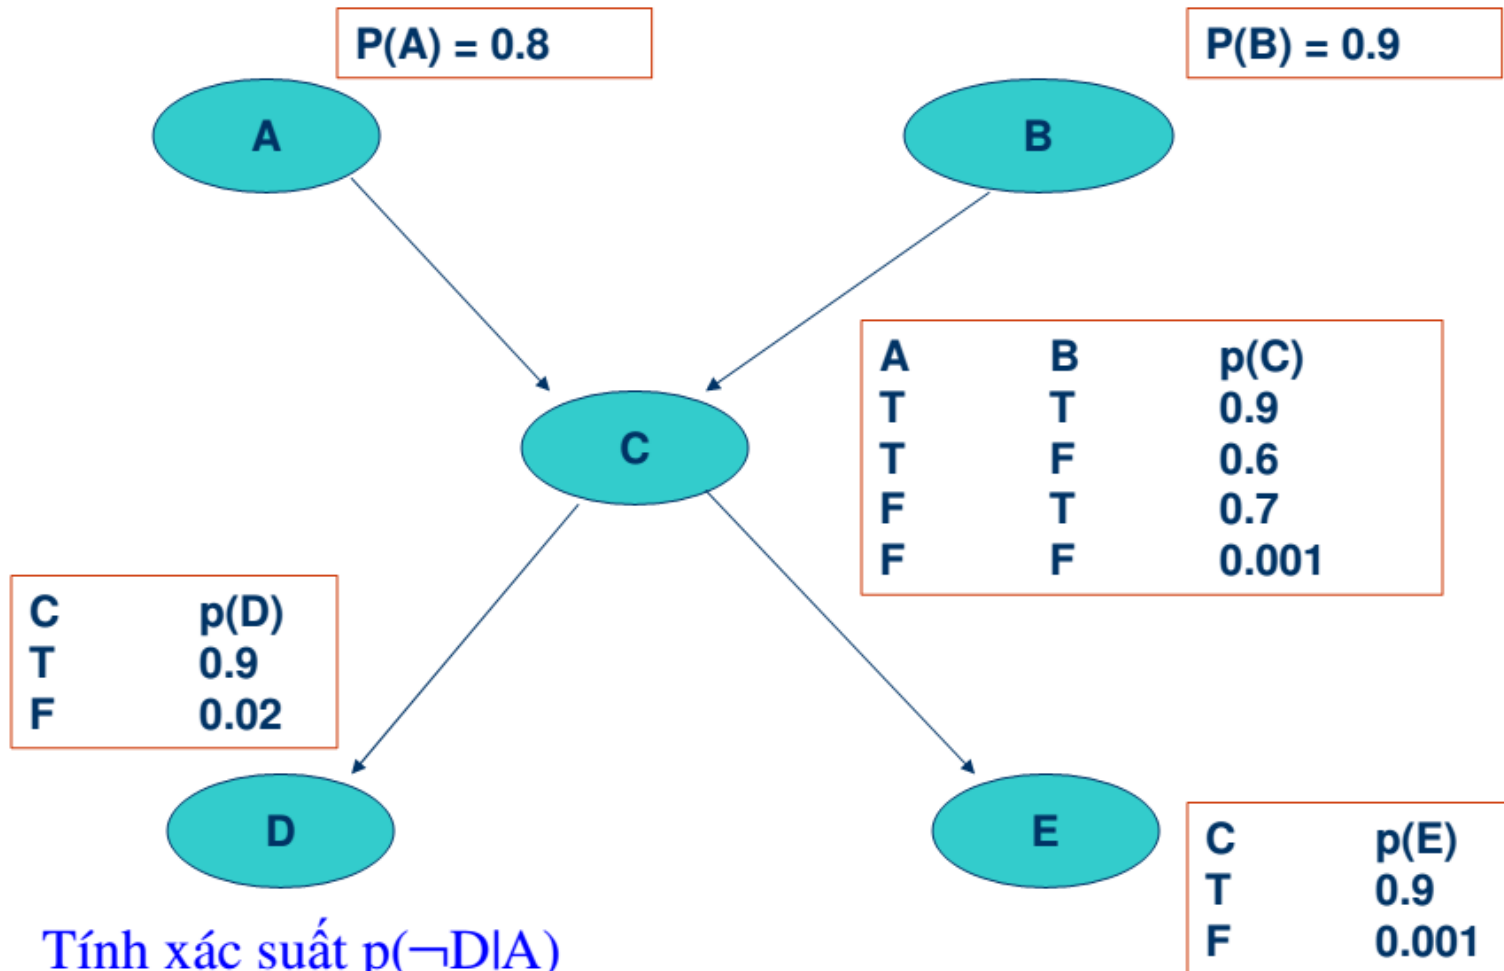 P(A) = 0.8
P(B) = 0.9
A
B
A B p(C)
T T 0.9
T F 0.6
F T 0.7
F F 0.001
C
C p(D)
T 0.9
F 0.02
D
E
C p(E)
T 0.9
F 0.001
Tính xác suất p(¬D|A)